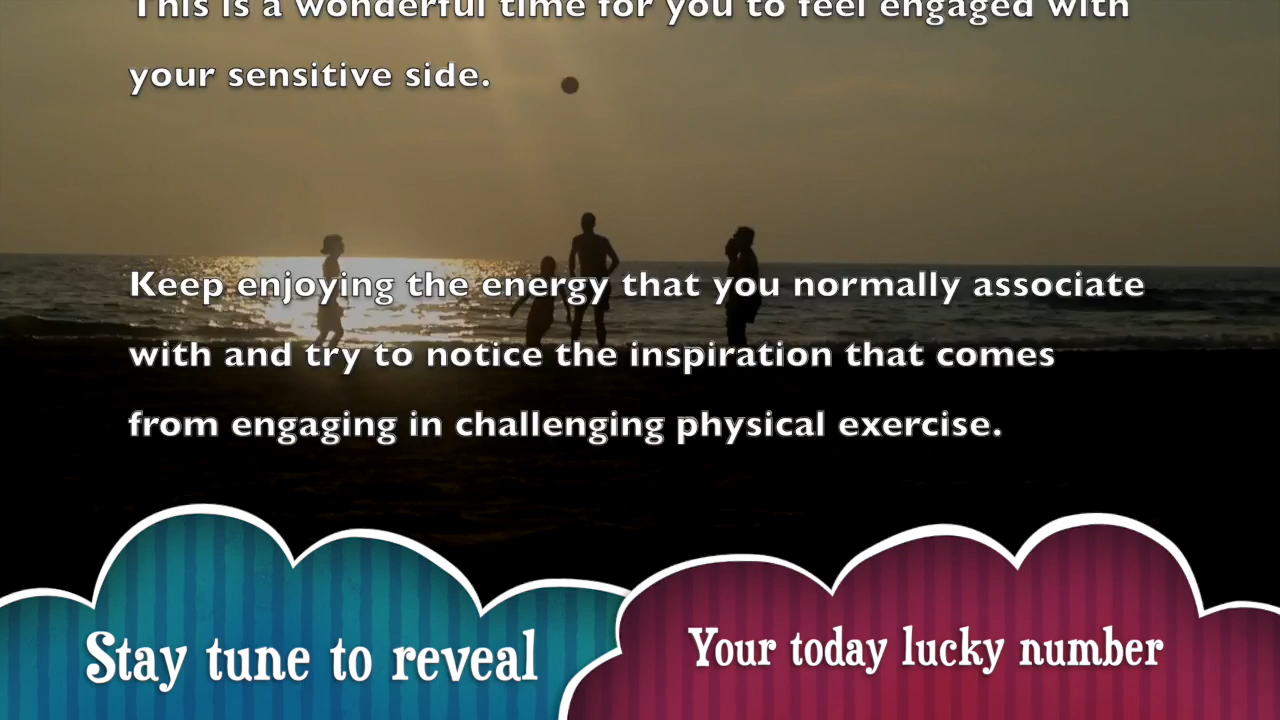 This is a wonderful time for you to feel engaged with
your sensitive side.
Keep enjoying the energy that you normally associate
with and try to notice the inspiration that comes
from engaging in challenging physical exercise.
Stay tune to reveal
Your today lucky number